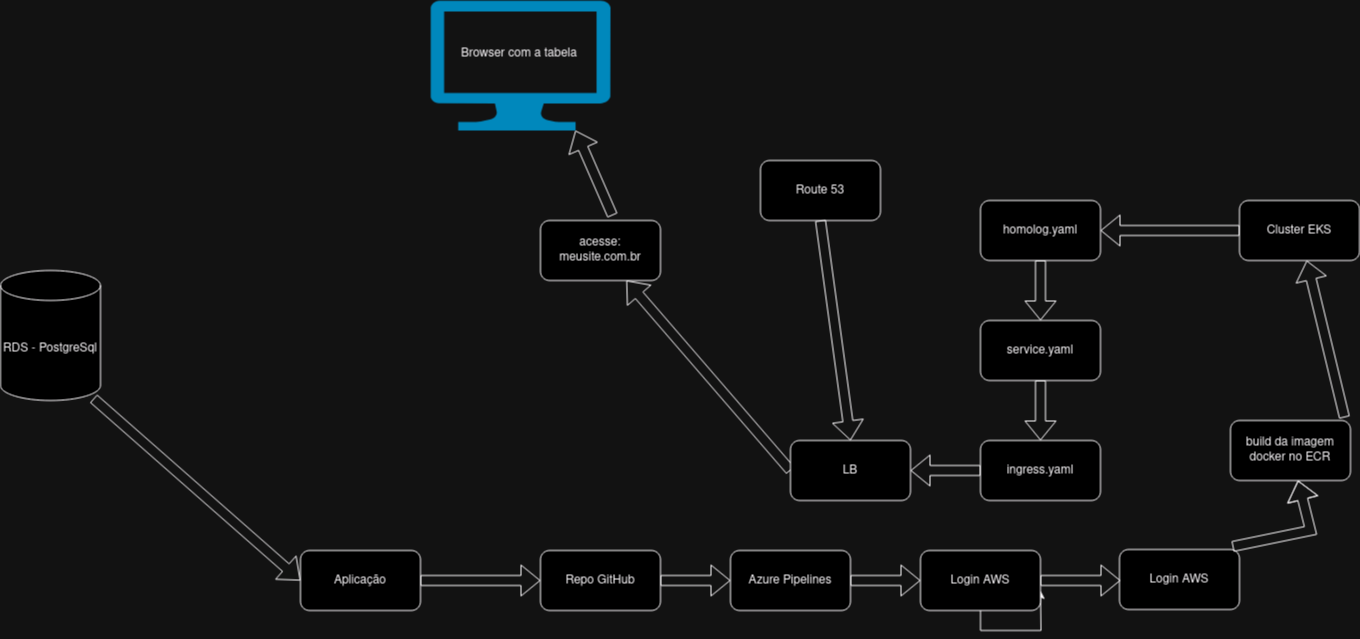 Browser com a tabela
Route 53
homolog.yaml
Cluster EKS
acesse:
meusite.com.br
RDS - PostgreSql
service.yaml
build da imagem
docker no ECR
LB
ingress.yaml
Aplicação
Repo GitHub
Azure Pipelines
Login AWS
Login AWS